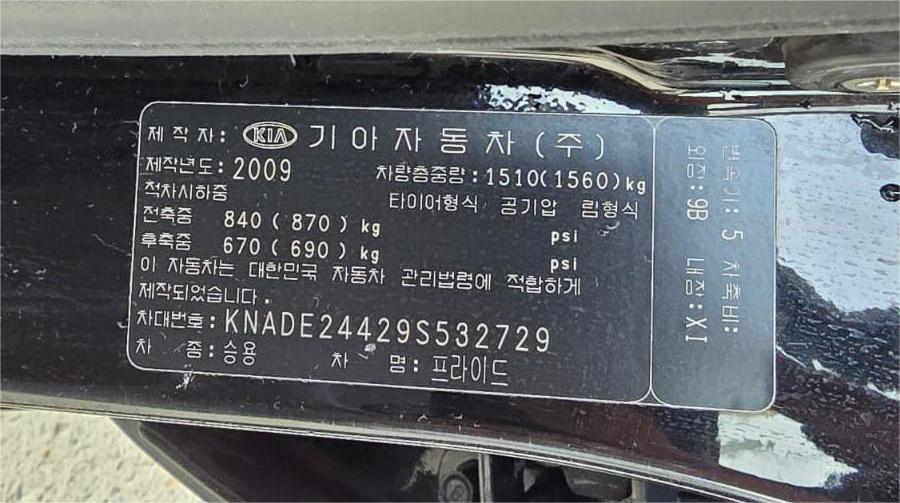 제 작 자: KIA 기아자동차(주)
제작년도:2009 차량총중량:1510(1560)kg
적차시하중 타이어형식 공기압 림형식
전축중 840 ( 870) kg psi
후축중 670 ( 690) kg psi
이 자동차는 대한민국 자동차 관리법령에 적합하게
제작되었습니다.
차대번호:KNADE24429S532729
차 종:승용 차 명:프라이드
변속기: 5 차축비:
외장:9B 내장:XI